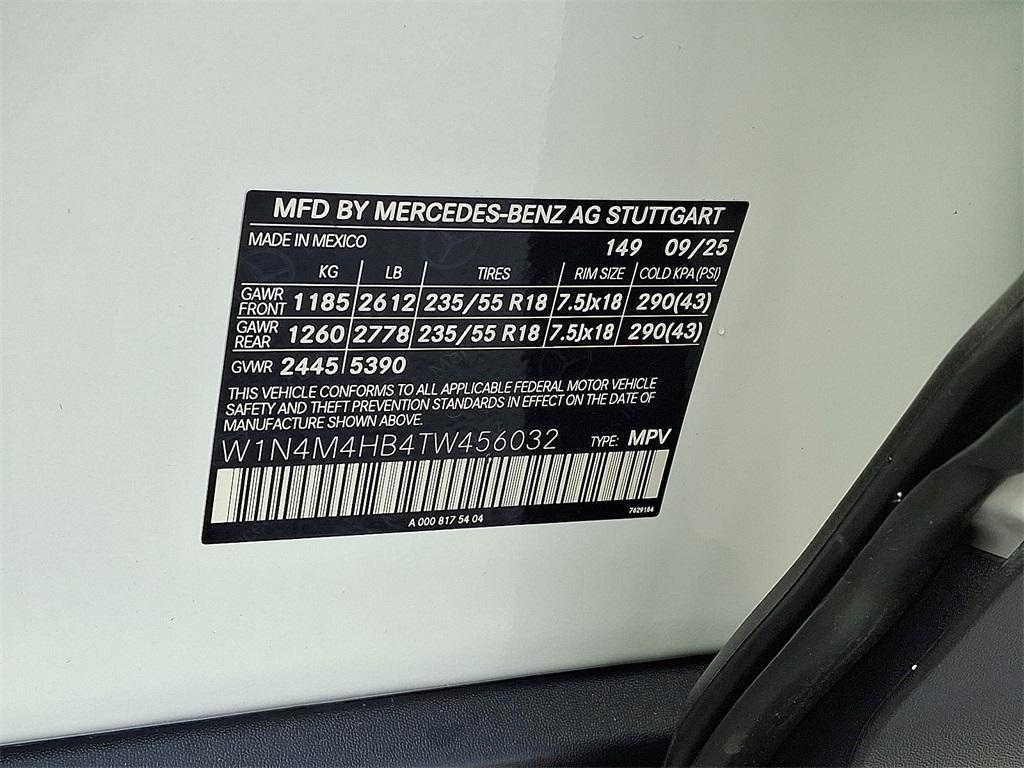 MFD BY MERCEDES-BENZ AG STUTTGART
MADE IN MEXICO 149 09/25
KG LB TIRES RIM SIZE COLD KPA (PSI)
GAWR FRONT 1185 2612 235/55 R18 7.5Jx18 290(43)
GAWR REAR 1260 2778 235/55 R18 7.5Jx18 290(43)
GVWR 2445 5390
THIS VEHICLE CONFORMS TO ALL APPLICABLE FEDERAL MOTOR VEHICLE
SAFETY AND THEFT PREVENTION STANDARDS IN EFFECT ON THE DATE OF
MANUFACTURE SHOWN ABOVE.
W1N4M4HB4TW456032 TYPE: MPV
A 000 817 54 04 7629164